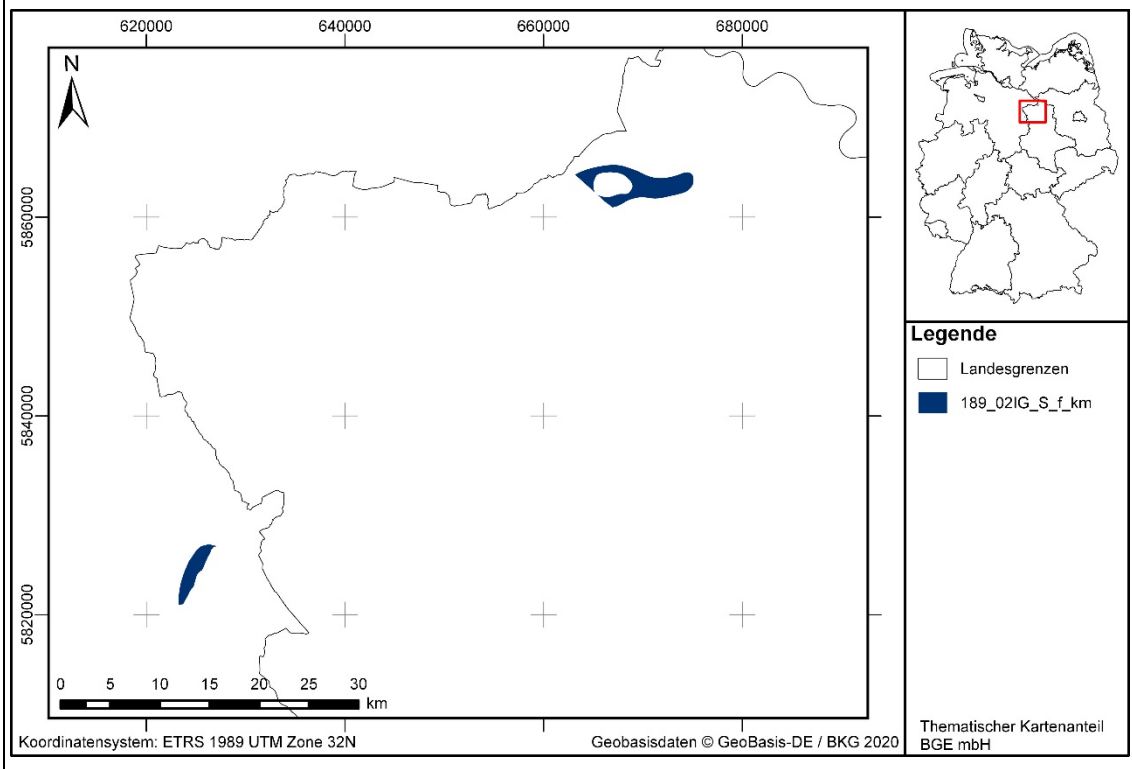 620000 640000 660000 680000
N
5860000
5840000
5820000
0 5 10 15 20 25 30
km
Koordinatensystem: ETRS 1989 UTM Zone 32N
Geobasisdaten © GeoBasis-DE / BKG 2020
Legende
Landesgrenzen
189_02IG_S_f_km
Thematischer Kartenanteil
BGE mbH